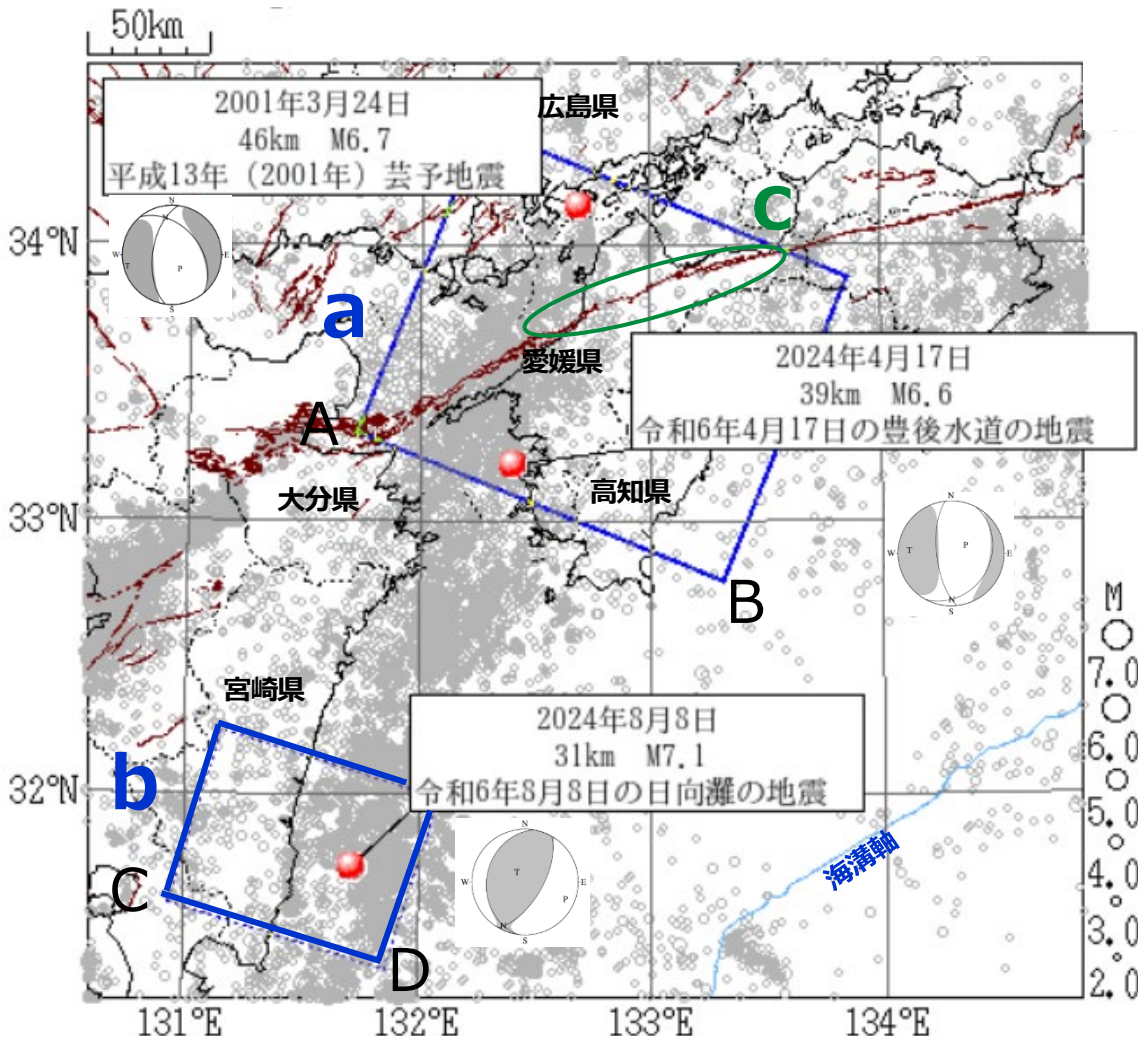 50km
2001年3月24日
46km M6.7
平成13年（2001年）芸予地震
広島県
34°N
N
W
E
S
T
P
N
a
c
愛媛県
2024年4月17日
39km M6.6
令和6年4月17日の豊後水道の地震
A
大分県
高知県
33°N
N
W
E
S
T
P
N
B
M
7.0
6.0
5.0
4.0
3.0
2.0
宮崎県
2024年8月8日
31km M7.1
令和6年8月8日の日向灘の地震
b
32°N
海溝軸
N
W
E
S
T
P
N
C
D
131°E
132°E
133°E
134°E